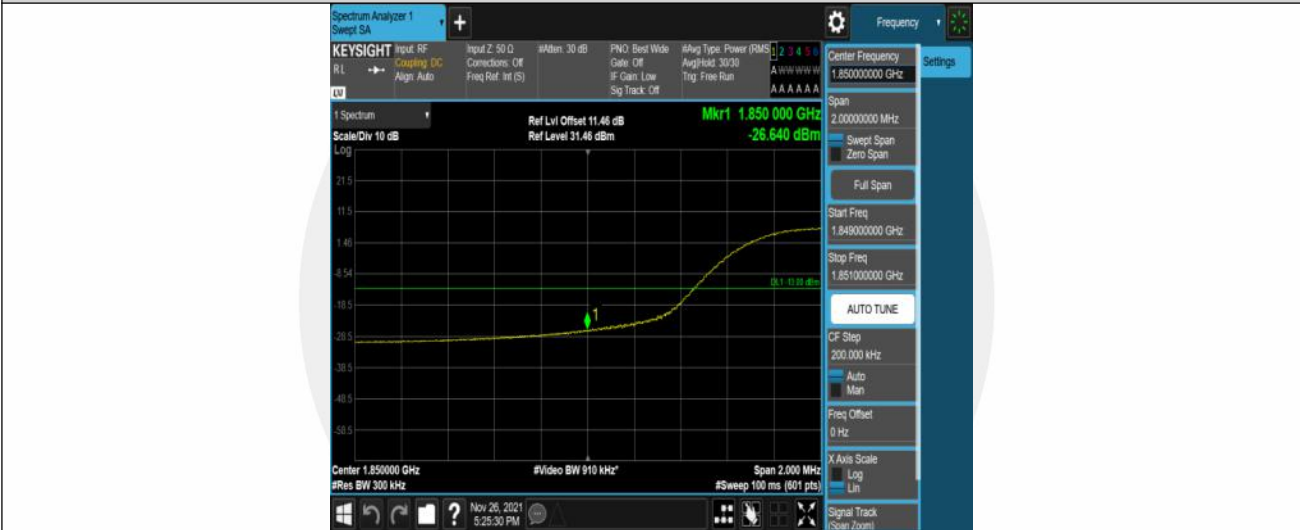 Spectrum Analyzer 1
Swept SA
Frequency
KEYSIGHT
RL
Input: RF
Coupling: DC
Align: Auto
Input Z: 50 Ω
Corrections: Off
Freq Ref: Int (S)
#Atten: 30 dB
PNO: Best Wide
Gate: Off
IF Gain: Low
Sig Track: Off
#Avg Type: Power (RMS
Avg|Hold: 30/30
Trig: Free Run
1 2 3 4 5 6
A W W W W W
A A A A A A
1 Spectrum
Scale/Div 10 dB
Log
Ref Lvl Offset 11.46 dB
Ref Level 31.46 dBm
Mkr1 1.850 000 GHz
-26.640 dBm
21.5
11.5
1.46
-8.54
-18.5
-28.5
-38.5
-48.5
-58.5
DL1 -13.00 dBm
1
Center 1.850000 GHz
#Res BW 300 kHz
#Video BW 910 kHz*
Span 2.000 MHz
#Sweep 100 ms (601 pts)
Nov 26, 2021
5:25:30 PM
Center Frequency
1.850000000 GHz
Settings
Span
2.00000000 MHz
Swept Span
Zero Span
Full Span
Start Freq
1.849000000 GHz
Stop Freq
1.851000000 GHz
AUTO TUNE
CF Step
200.000 kHz
Auto
Man
Freq Offset
0 Hz
X Axis Scale
Log
Lin
Signal Track
(Span Zoom)